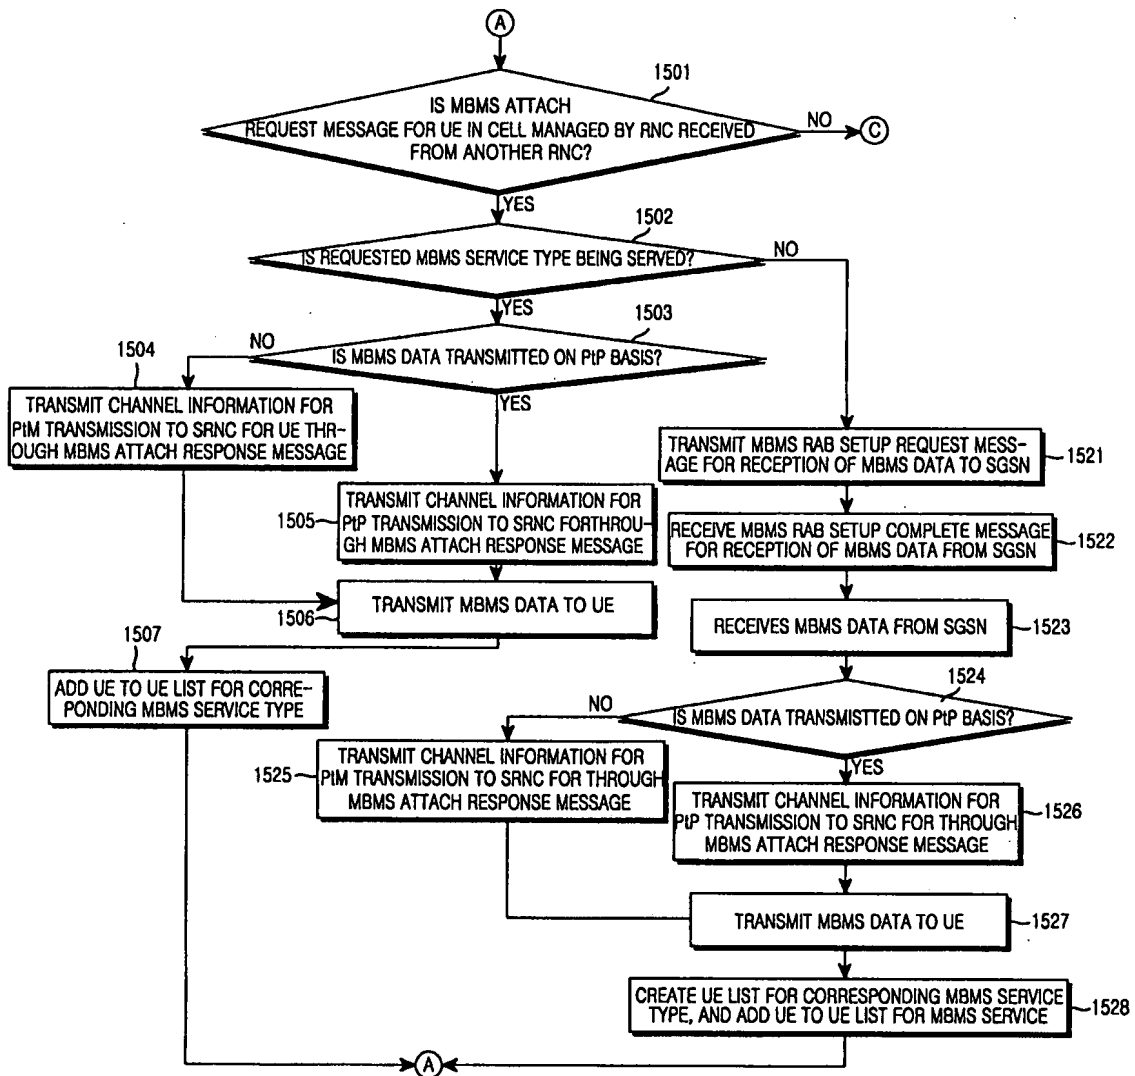 A
1501
IS MBMS ATTACH
REQUEST MESSAGE FOR UE IN CELL MANAGED BY RNC RECEIVED
FROM ANOTHER RNC?
NO
C
YES
1502
IS REQUESTED MBMS SERVICE TYPE BEING SERVED?
NO
YES
1503
IS MBMS DATA TRANSMITTED ON PtP BASIS?
NO
YES
1504
TRANSMIT CHANNEL INFORMATION FOR
PtM TRANSMISSION TO SRNC FOR UE THR-
OUGH MBMS ATTACH RESPONSE MESSAGE
TRANSMIT CHANNEL INFORMATION FOR
PtP TRANSMISSION TO SRNC FORTHROU-
GH MBMS ATTACH RESPONSE MESSAGE
1505
TRANSMIT MBMS DATA TO UE
1506
1507
ADD UE TO UE LIST FOR CORRE-
PONDING MBMS SERVICE TYPE
TRANSMIT MBMS RAB SETUP REQUEST MESS-
AGE FOR RECEPTION OF MBMS DATA TO SGSN
1521
RECEIVE MBMS RAB SETUP COMPLETE MESSAGE
FOR RECEPTION OF MBMS DATA FROM SGSN
1522
RECEIVES MBMS DATA FROM SGSN
1523
1524
IS MBMS DATA TRANSMISTTED ON PtP BASIS?
NO
YES
TRANSMIT CHANNEL INFORMATION FOR
PtM TRANSMISSION TO SRNC FOR THROUGH
MBMS ATTACH RESPONSE MESSAGE
1525
TRANSMIT CHANNEL INFORMATION FOR
PtP TRANSMISSION TO SRNC FOR THROUGH
MBMS ATTACH RESPONSE MESSAGE
1526
TRANSMIT MBMS DATA TO UE
1527
CREATE UE LIST FOR CORRESPONDING MBMS SERVICE
TYPE, AND ADD UE TO UE LIST FOR MBMS SERVICE
1528
A